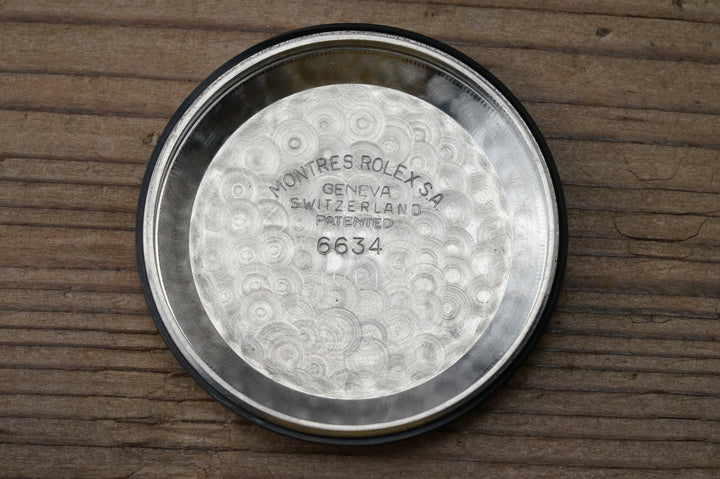 MONTRES ROLEX S.A.
GENEVA
SWITZERLAND
PATENTED
6634